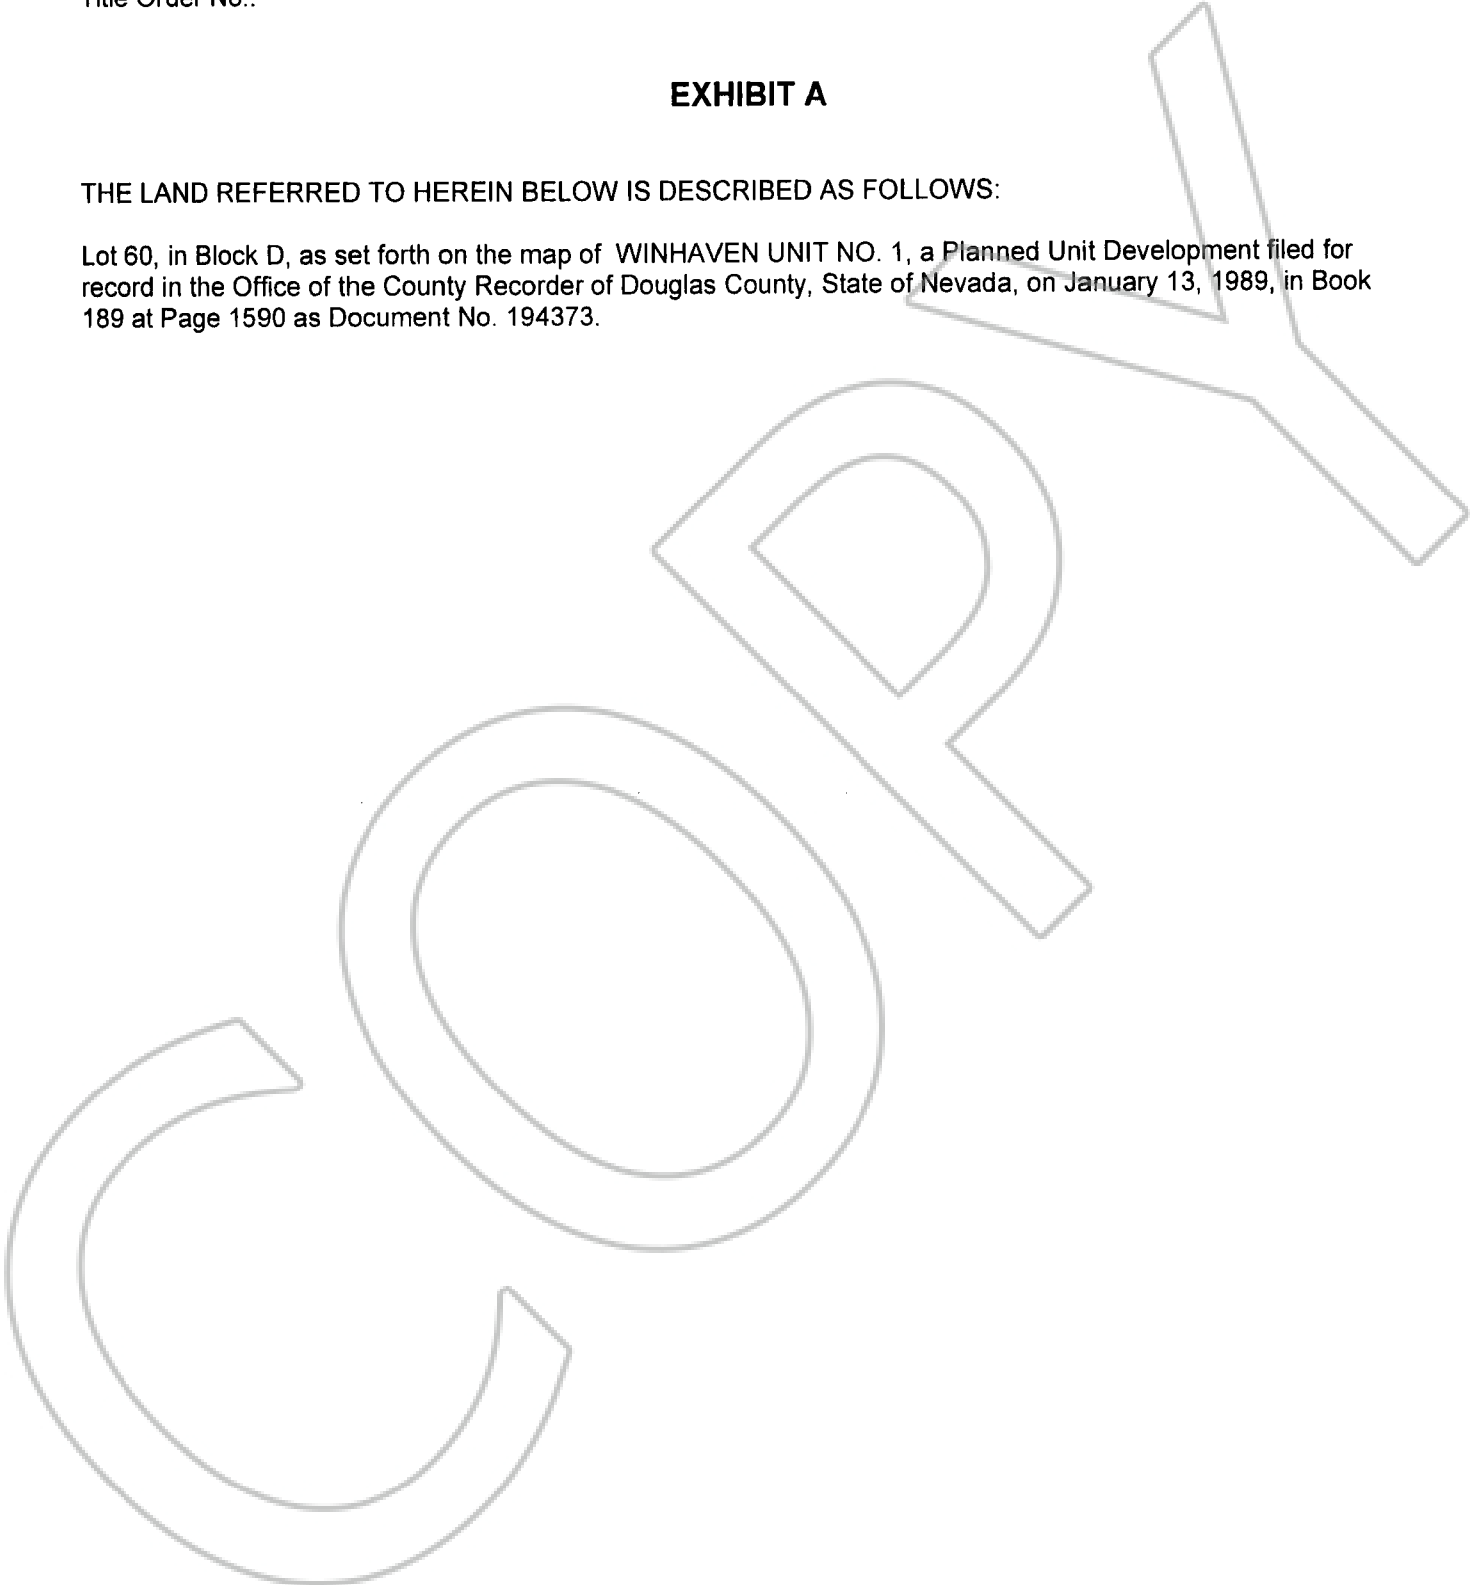 Title Order No.:
EXHIBIT A
THE LAND REFERRED TO HEREIN BELOW IS DESCRIBED AS FOLLOWS:
Lot 60, in Block D, as set forth on the map of WINHAVEN UNIT NO. 1, a Planned Unit Development filed for
record in the Office of the County Recorder of Douglas County, State of Nevada, on January 13, 1989, in Book
189 at Page 1590 as Document No. 194373.
COPY